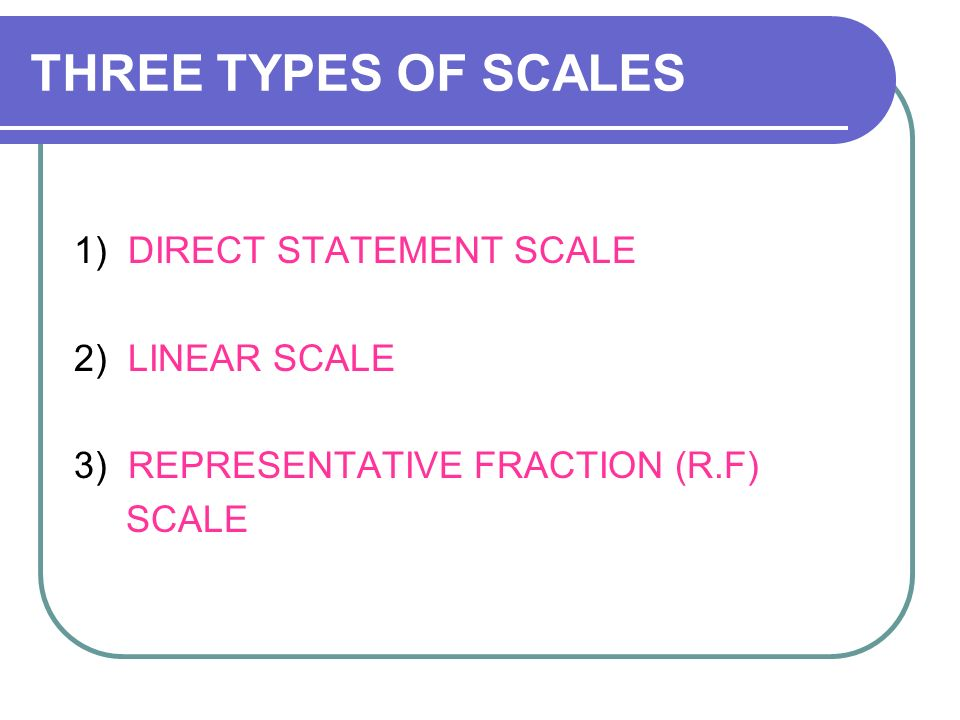 THREE TYPES OF SCALES
1) DIRECT STATEMENT SCALE
2) LINEAR SCALE
3) REPRESENTATIVE FRACTION (R.F)
SCALE